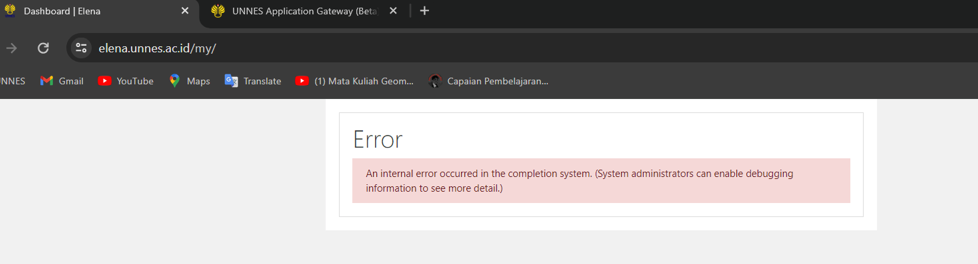 Dashboard | Elena
UNNES Application Gateway (Beta
elena.unnes.ac.id/my/
NNES
Gmail
YouTube
Maps
Translate
(1) Mata Kuliah Geom...
Capaian Pembelajaran...
Error
An internal error occurred in the completion system. (System administrators can enable debugging
information to see more detail.)